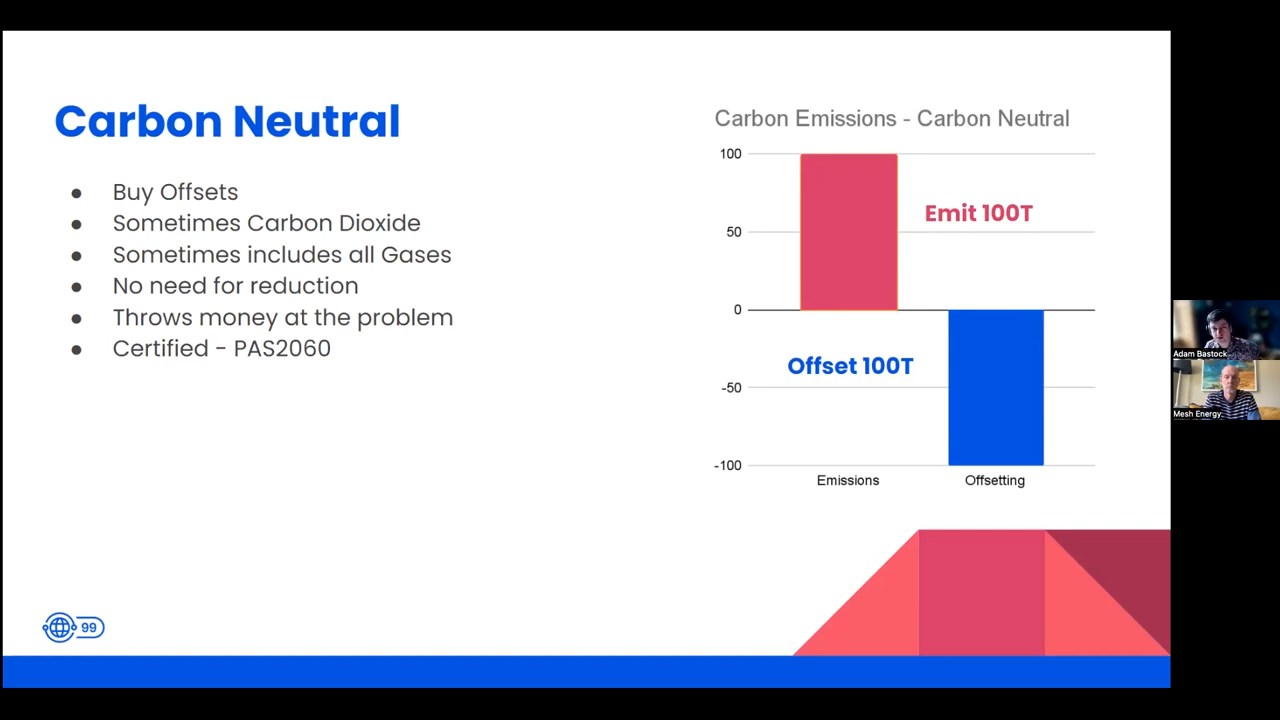 Carbon Neutral
● Buy Offsets
● Sometimes Carbon Dioxide
● Sometimes includes all Gases
● No need for reduction
● Throws money at the problem
● Certified - PAS2060
Carbon Emissions - Carbon Neutral
100
50
0
-50
-100
Emit 100T
Offset 100T
Emissions
Offsetting
99
Adam Bastock
Mesh Energy